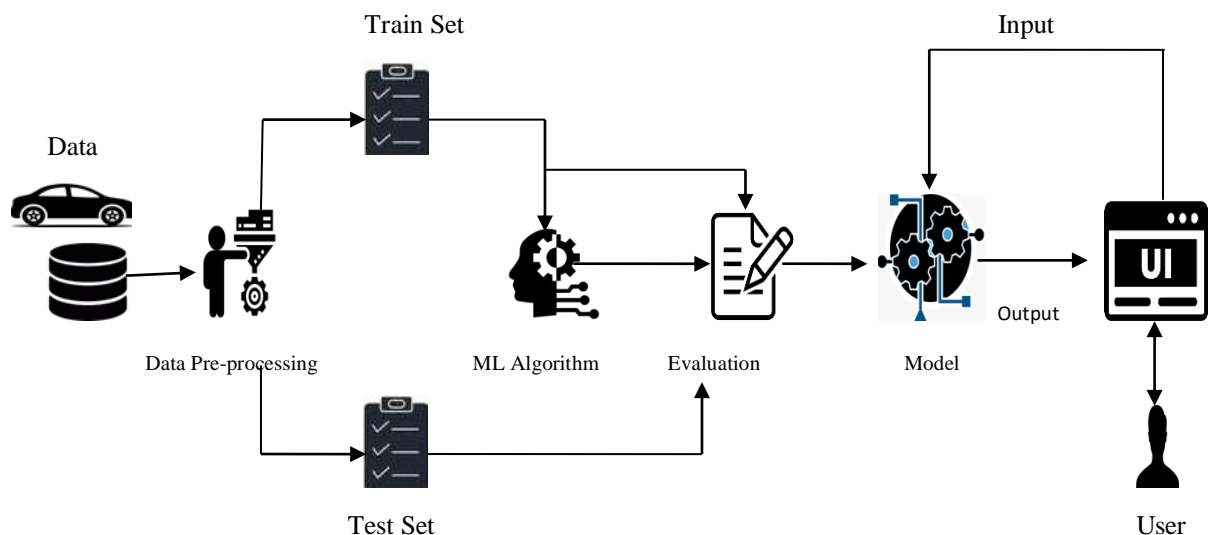 Train Set
Input
Data
UI
Output
Data Pre-processing
ML Algorithm
Evaluation
Model
Test Set
User